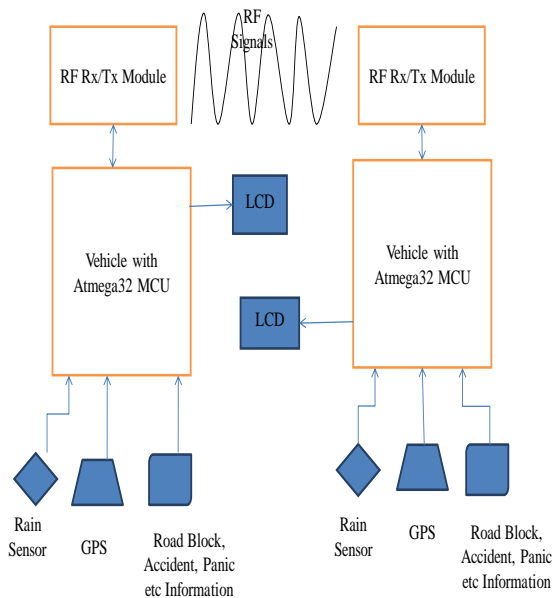 RF
Signals
RF Rx/Tx Module
RF Rx/Tx Module
LCD
Vehicle with
Atmega32 MCU
Vehicle with
Atmega32 MCU
LCD
Rain
Sensor
GPS
Road Block,
Accident, Panic
etc Information
Rain
Sensor
GPS
Road Block,
Accident, Panic
etc Information